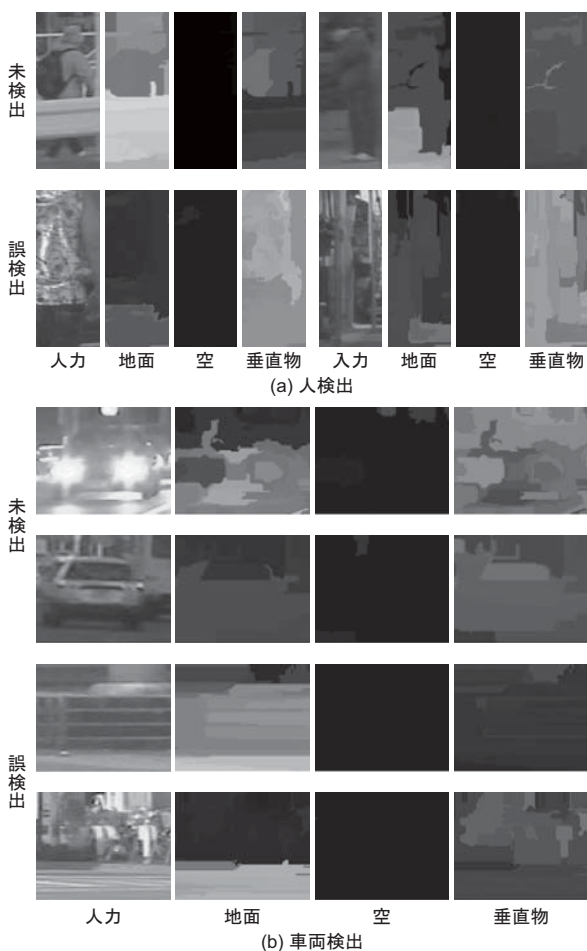 未検出
誤検出
人力 地面 空 垂直物 入力 地面 空 垂直物
(a) 人検出
未検出
誤検出
人力 地面 空 垂直物
(b) 車両検出